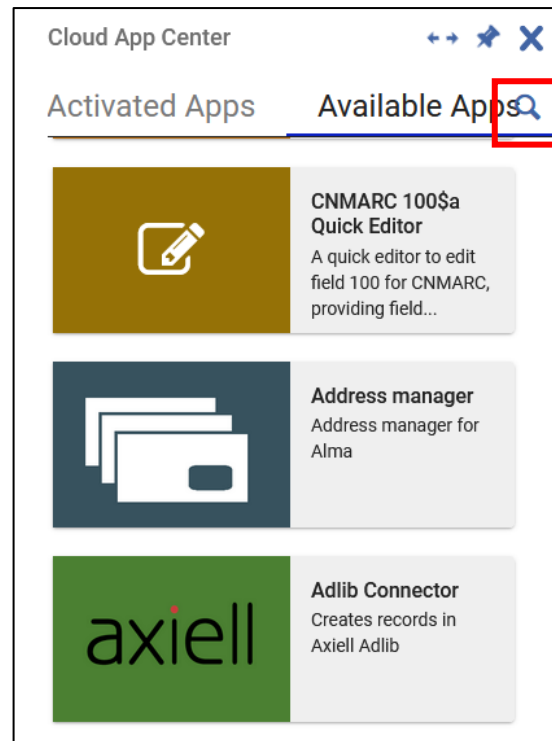 Cloud App Center
Activated Apps Available Apps
CNMARC 100$a
Quick Editor
A quick editor to edit
field 100 for CNMARC,
providing field...
Address manager
Address manager for
Alma
axiell
Adlib Connector
Creates records in
Axiell Adlib